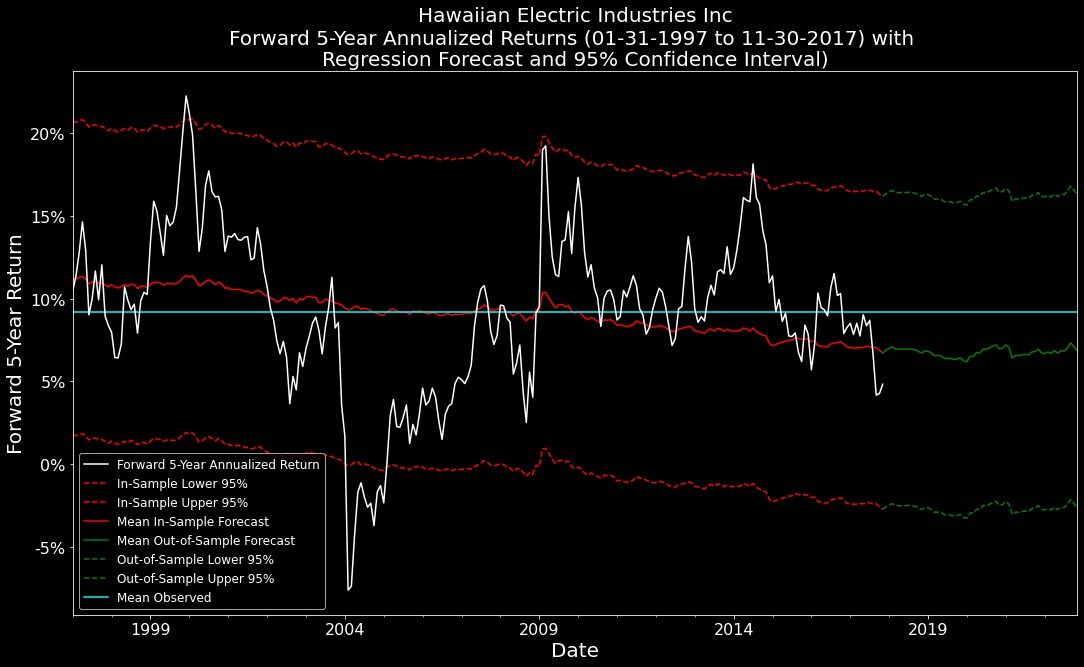 Hawaiian Electric Industries Inc
Forward 5-Year Annualized Returns (01-31-1997 to 11-30-2017) with
Regression Forecast and 95% Confidence Interval)
Forward 5-Year Return
20%
15%
10%
5%
0%
-5%
Forward 5-Year Annualized Return
In-Sample Lower 95%
In-Sample Upper 95%
Mean In-Sample Forecast
Mean Out-of-Sample Forecast
Out-of-Sample Lower 95%
Out-of-Sample Upper 95%
Mean Observed
1999 2004 2009 2014 2019
Date